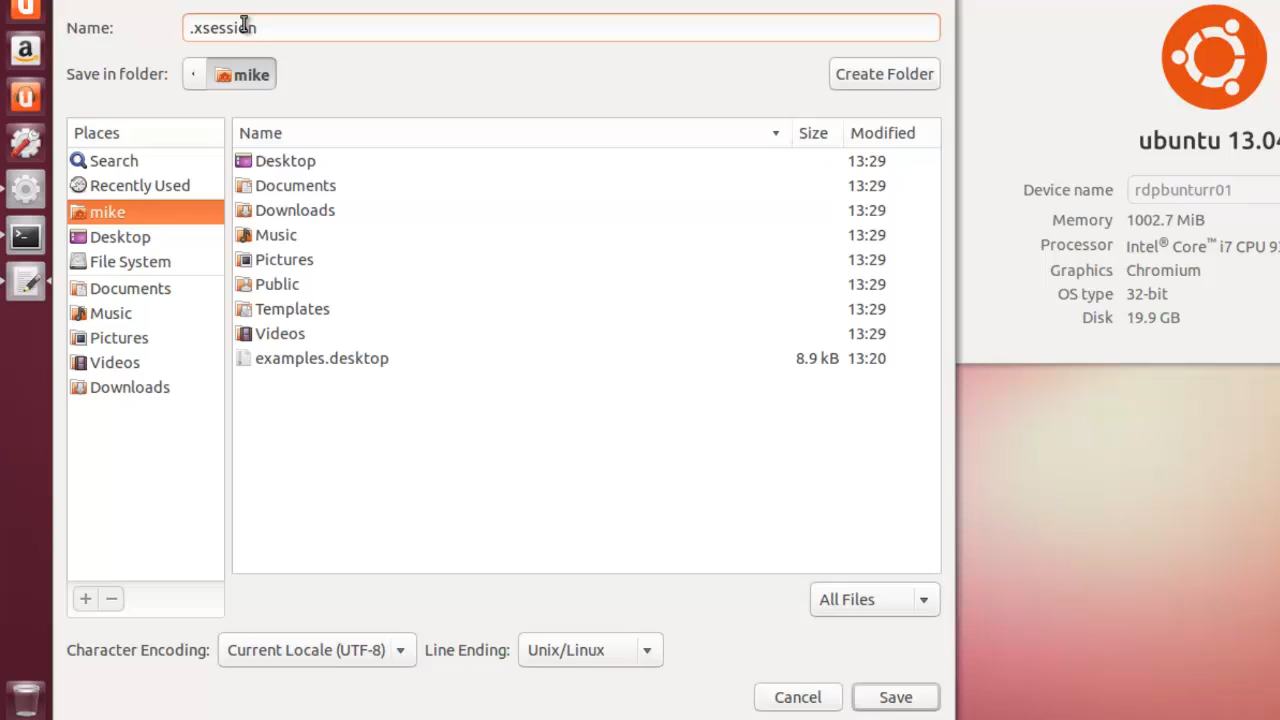 Name: .xsession
Save in folder: mike Create Folder
Places Name Size Modified
Search Desktop 13:29
Recently Used Documents 13:29
mike Downloads 13:29
Desktop Music 13:29
File System Pictures 13:29
Documents Public 13:29
Music Templates 13:29
Pictures Videos 13:29
Videos examples.desktop 8.9 kB 13:20
Downloads
All Files
Character Encoding: Current Locale (UTF-8) Line Ending: Unix/Linux
Cancel Save
ubuntu 13.04
Device name rdpbunturr01
Memory 1002.7 MiB
Processor Intel® Core™ i7 CPU 9
Graphics Chromium
OS type 32-bit
Disk 19.9 GB